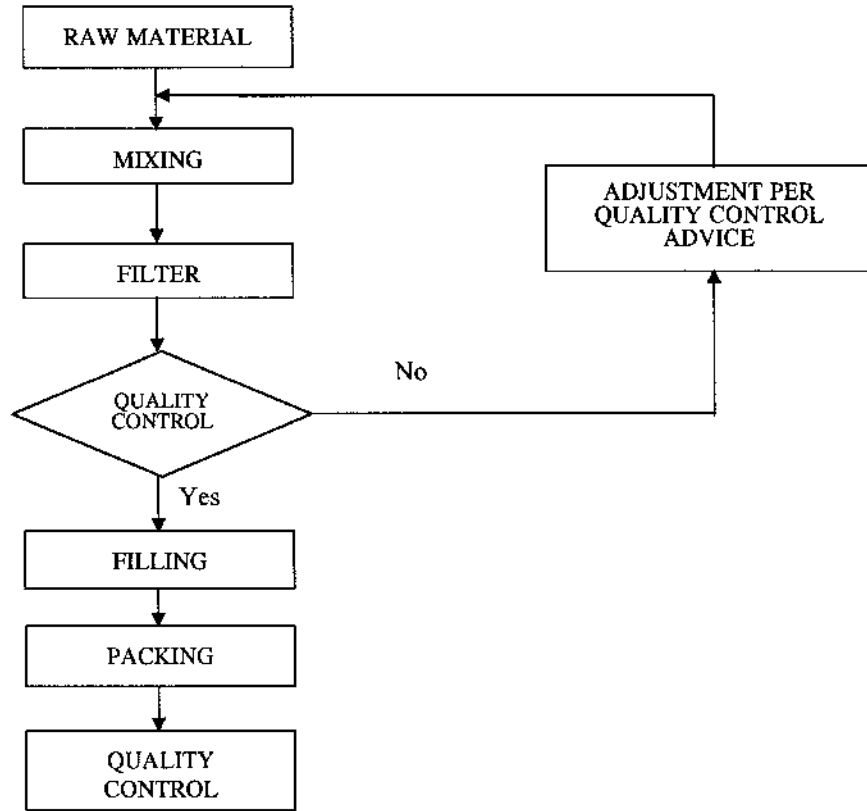 RAW MATERIAL
MIXING
ADJUSTMENT PER
QUALITY CONTROL
ADVICE
FILTER
No
QUALITY
CONTROL
Yes
FILLING
PACKING
QUALITY
CONTROL